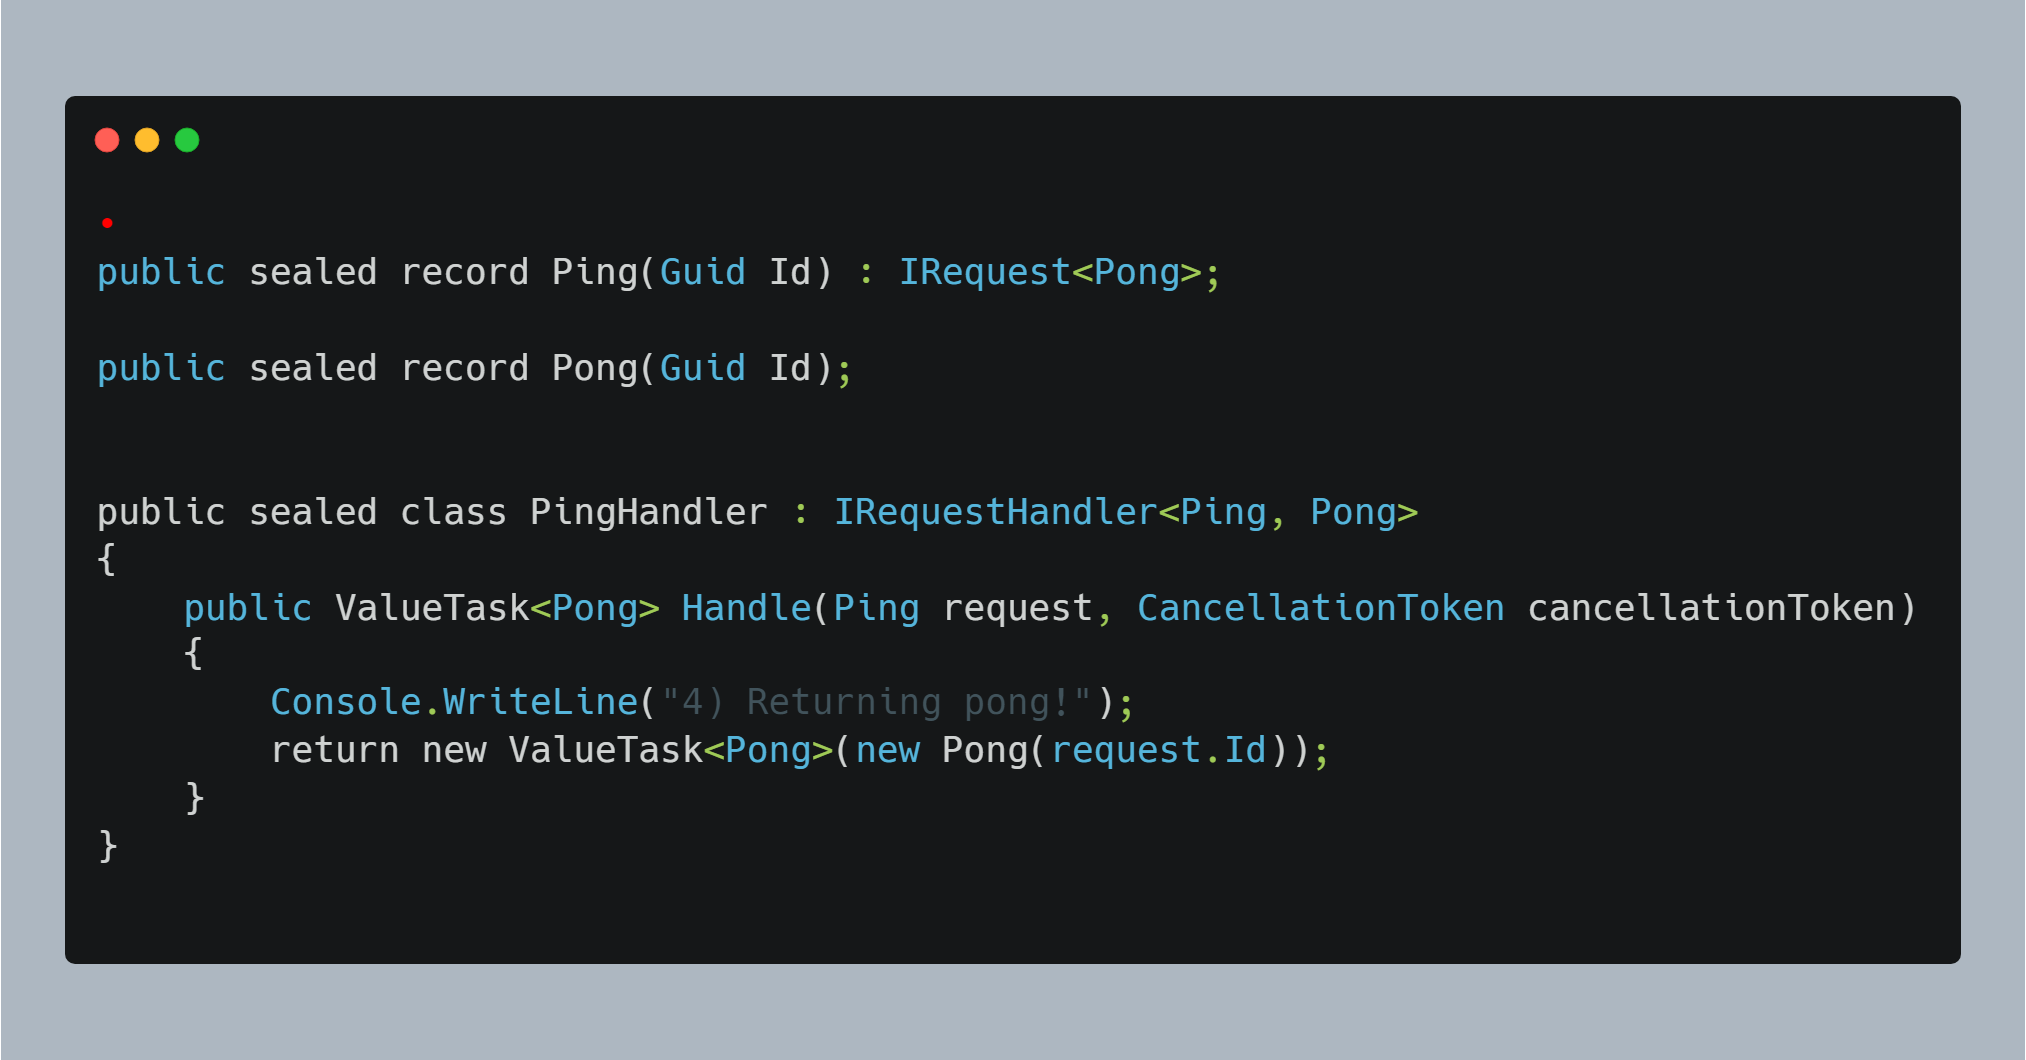 public sealed record Ping(Guid Id) : IRequest<Pong>;
public sealed record Pong(Guid Id);
public sealed class PingHandler : IRequestHandler<Ping, Pong>
{
    public ValueTask<Pong> Handle(Ping request, CancellationToken cancellationToken)
    {
        Console.WriteLine("4) Returning pong!");
        return new ValueTask<Pong>(new Pong(request.Id));
    }
}